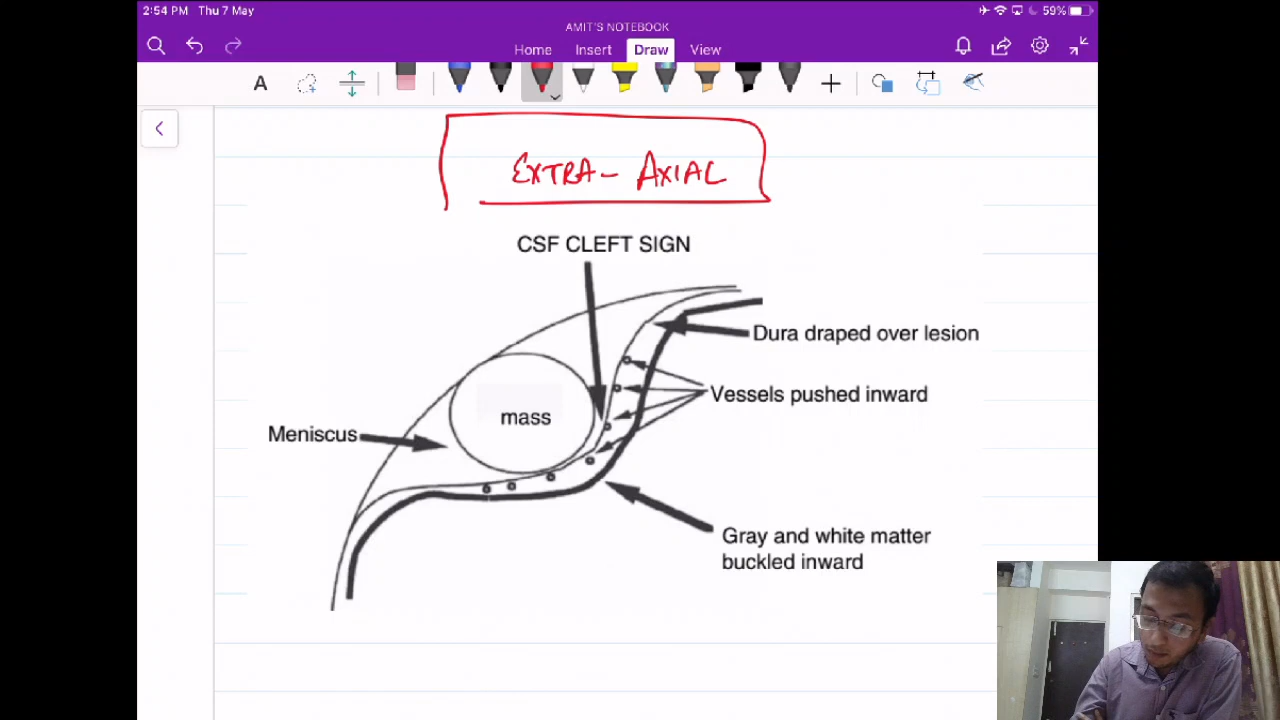 2:54 PM Thu 7 May
59%
AMIT'S NOTEBOOK
Home Insert Draw View
A
EXTRA-AXIAL
CSF CLEFT SIGN
Dura draped over lesion
Vessels pushed inward
mass
Meniscus
Gray and white matter
buckled inward